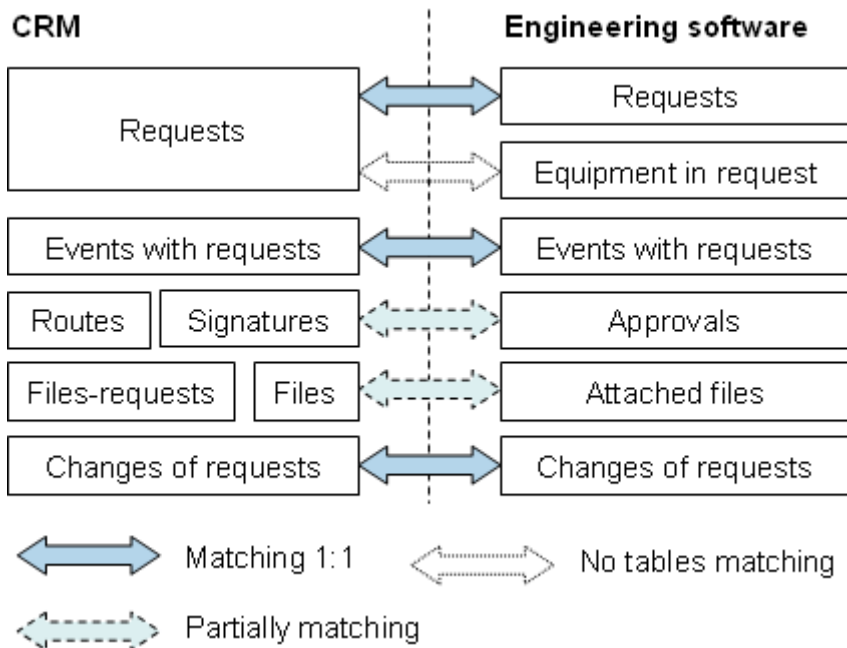 CRM
Engineering software
Requests
Requests
Equipment in request
Events with requests
Events with requests
Routes
Signatures
Approvals
Files-requests
Files
Attached files
Changes of requests
Changes of requests
Matching 1:1
No tables matching
Partially matching